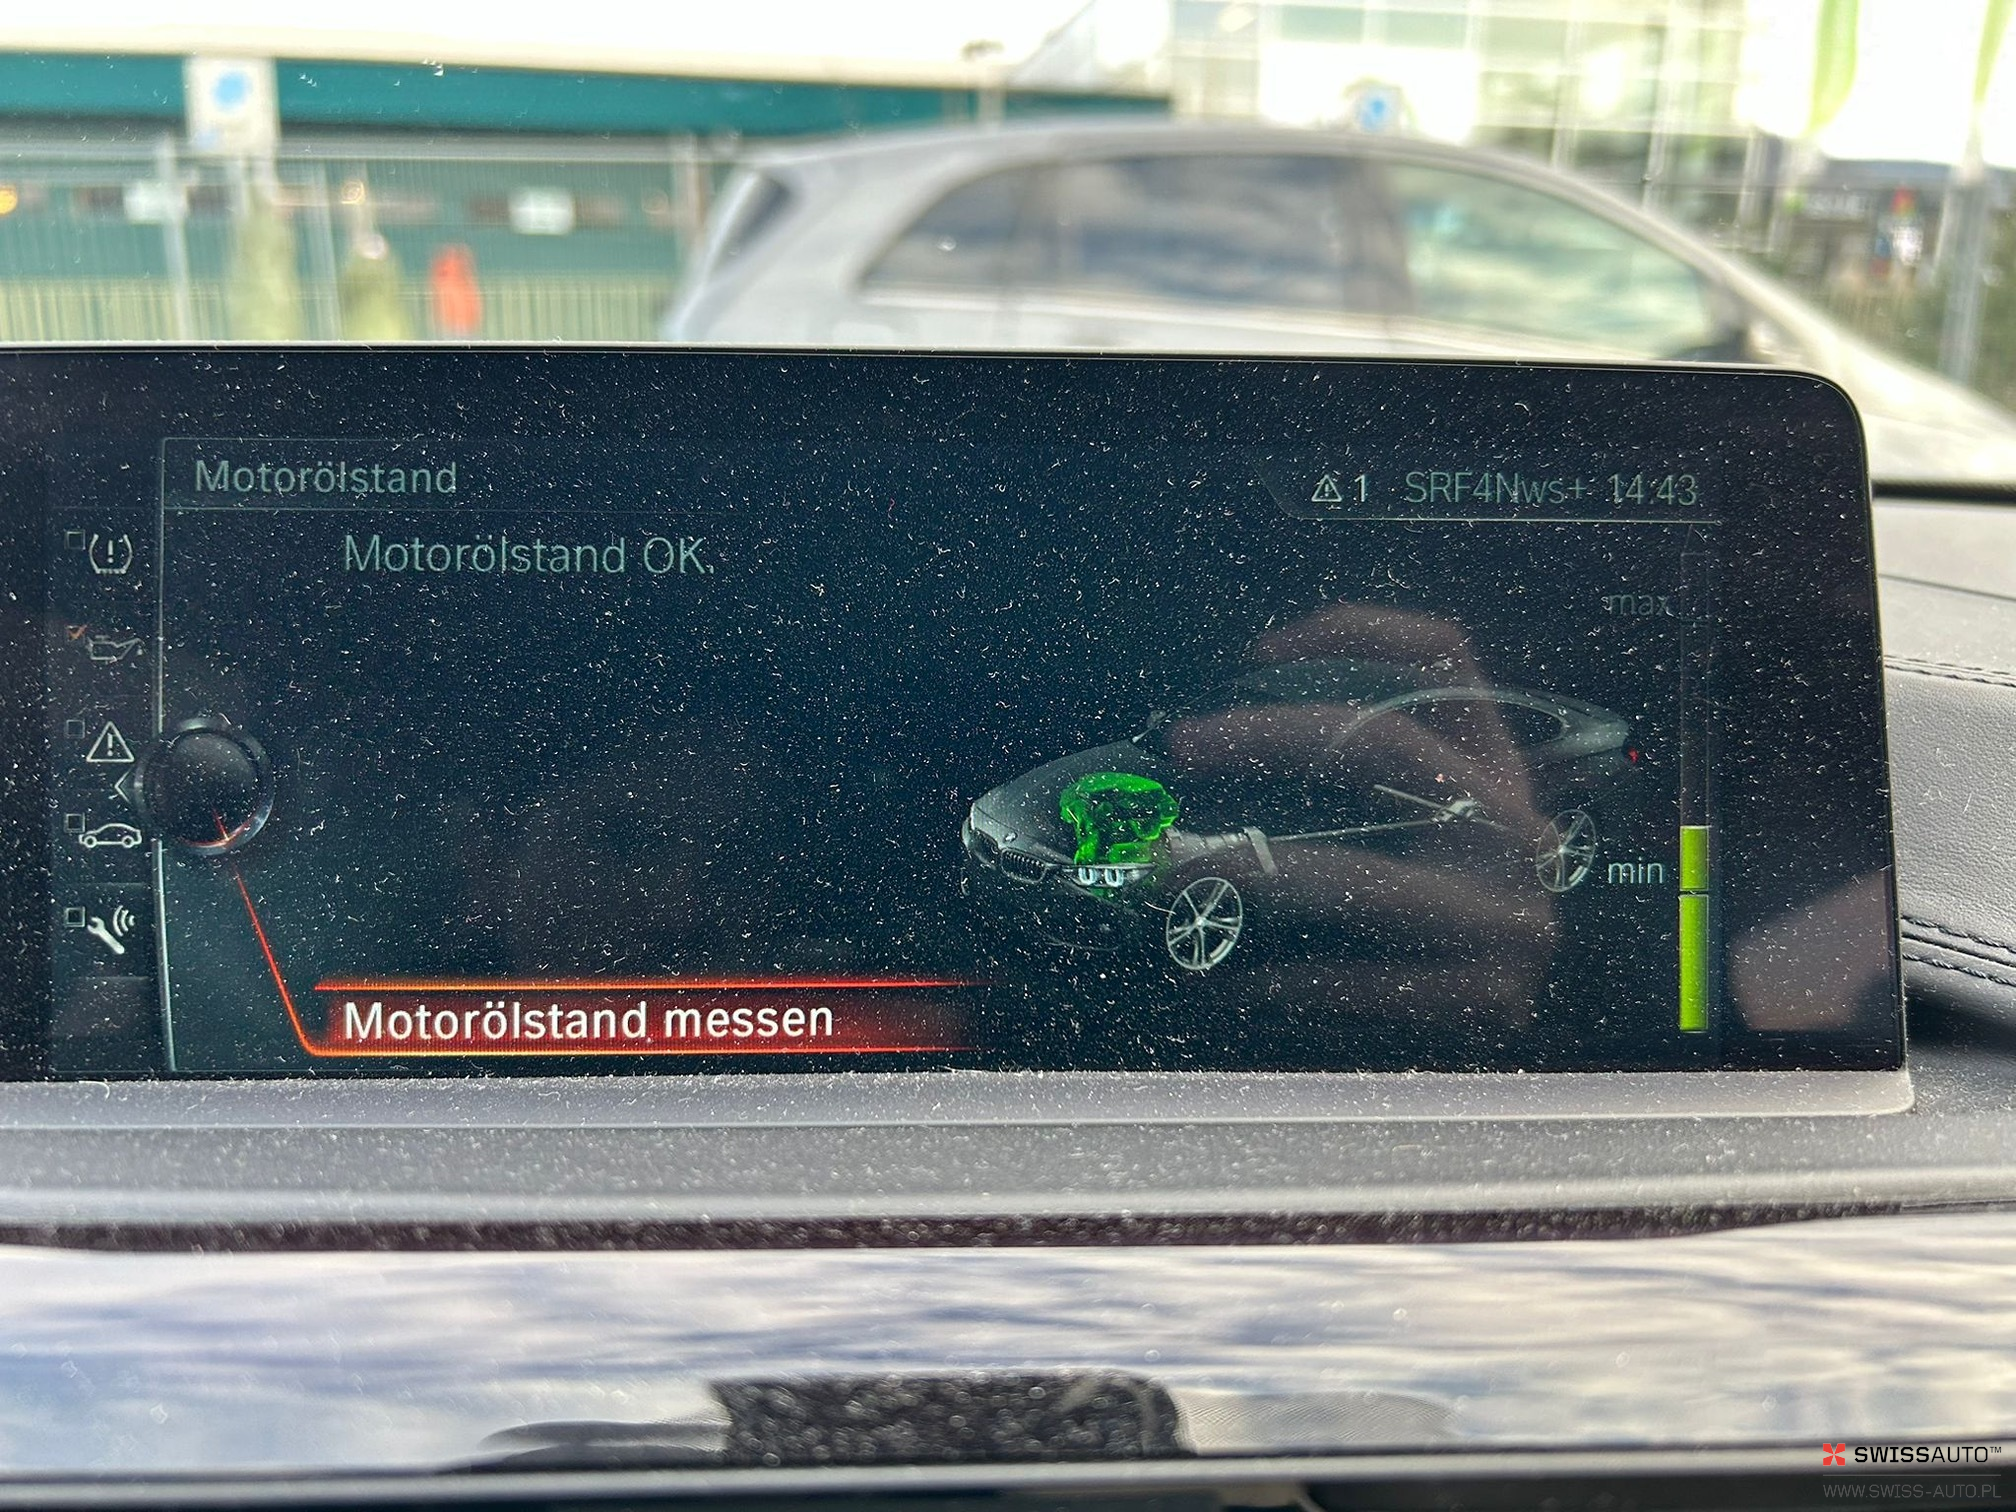 Motorölstand
1 SRF4Nws+ 14:43
Motorölstand OK.
max
min
Motorölstand messen
SWISSAUTO™
WWW.SWISS-AUTO.PL